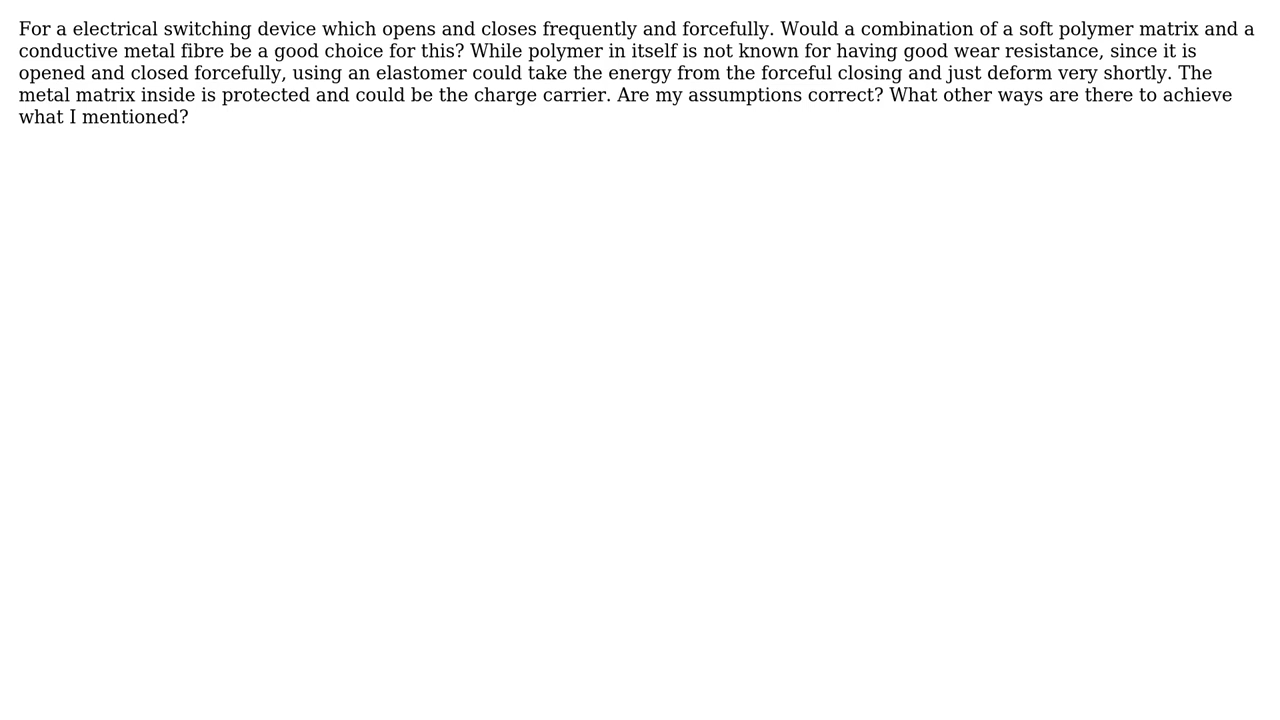 For a electrical switching device which opens and closes frequently and forcefully. Would a combination of a soft polymer matrix and a
conductive metal fibre be a good choice for this? While polymer in itself is not known for having good wear resistance, since it is
opened and closed forcefully, using an elastomer could take the energy from the forceful closing and just deform very shortly. The
metal matrix inside is protected and could be the charge carrier. Are my assumptions correct? What other ways are there to achieve
what I mentioned?